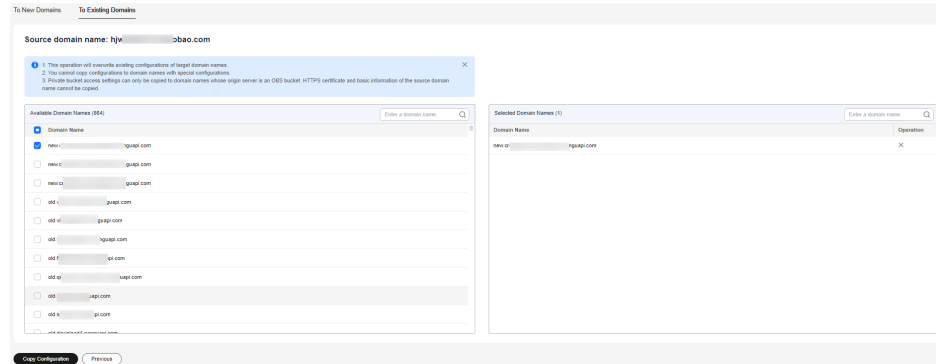 To New Domains To Existing Domains
Source domain name: hjw obao.com
1. This operation will overwrite existing configurations of target domain names.
2. You cannot copy configurations to domain names with special configurations.
3. Private bucket access settings can only be copied to domain names whose origin server is an OBS bucket. HTTPS certificate and basic information of the source domain
name cannot be copied.
Available Domain Names (984) Enter a domain name.
Domain Name
new. nguapi.com
new.c guapi.com
new.c guapi.com
old. guapi.com
old. guapi.com
old. nguapi.com
old.f api.com
old.q uapi.com
old. uapi.com
old.s pi.com
Selected Domain Names (1) Enter a domain name
Domain Name Operation
new.cr nguapi.com
Copy Configuration Previous